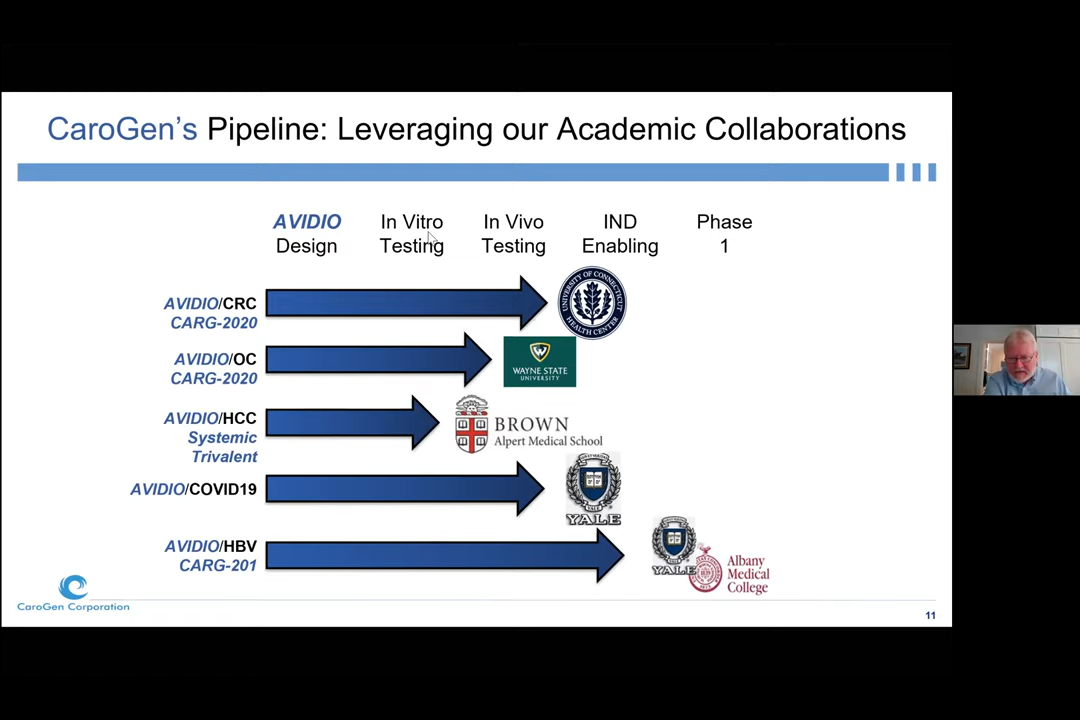 CaroGen's Pipeline: Leveraging our Academic Collaborations
AVIDIO Design
In Vitro Testing
In Vivo Testing
IND Enabling
Phase 1
AVIDIO/CRC
CARG-2020
UNIVERSITY OF CONNECTICUT
HEALTH CENTER
AVIDIO/OC
CARG-2020
W
WAYNE STATE
UNIVERSITY
AVIDIO/HCC
Systemic
Trivalent
BROWN
Alpert Medical School
AVIDIO/COVID19
YALE
AVIDIO/HBV
CARG-201
YALE
Albany
Medical
College
CaroGen Corporation
11